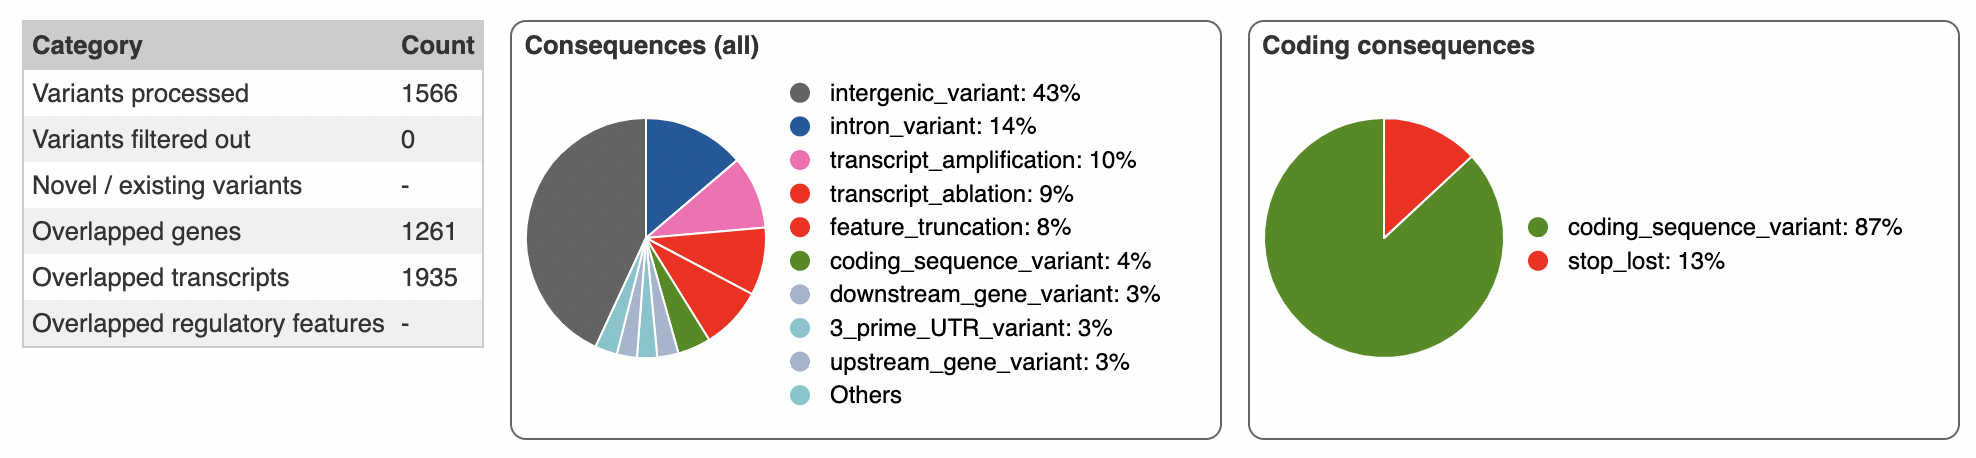 Category Count
Variants processed 1566
Variants filtered out 0
Novel / existing variants -
Overlapped genes 1261
Overlapped transcripts 1935
Overlapped regulatory features -
Consequences (all)
intergenic_variant: 43%
intron_variant: 14%
transcript_amplification: 10%
transcript_ablation: 9%
feature_truncation: 8%
coding_sequence_variant: 4%
downstream_gene_variant: 3%
3_prime_UTR_variant: 3%
upstream_gene_variant: 3%
Others
Coding consequences
coding_sequence_variant: 87%
stop_lost: 13%